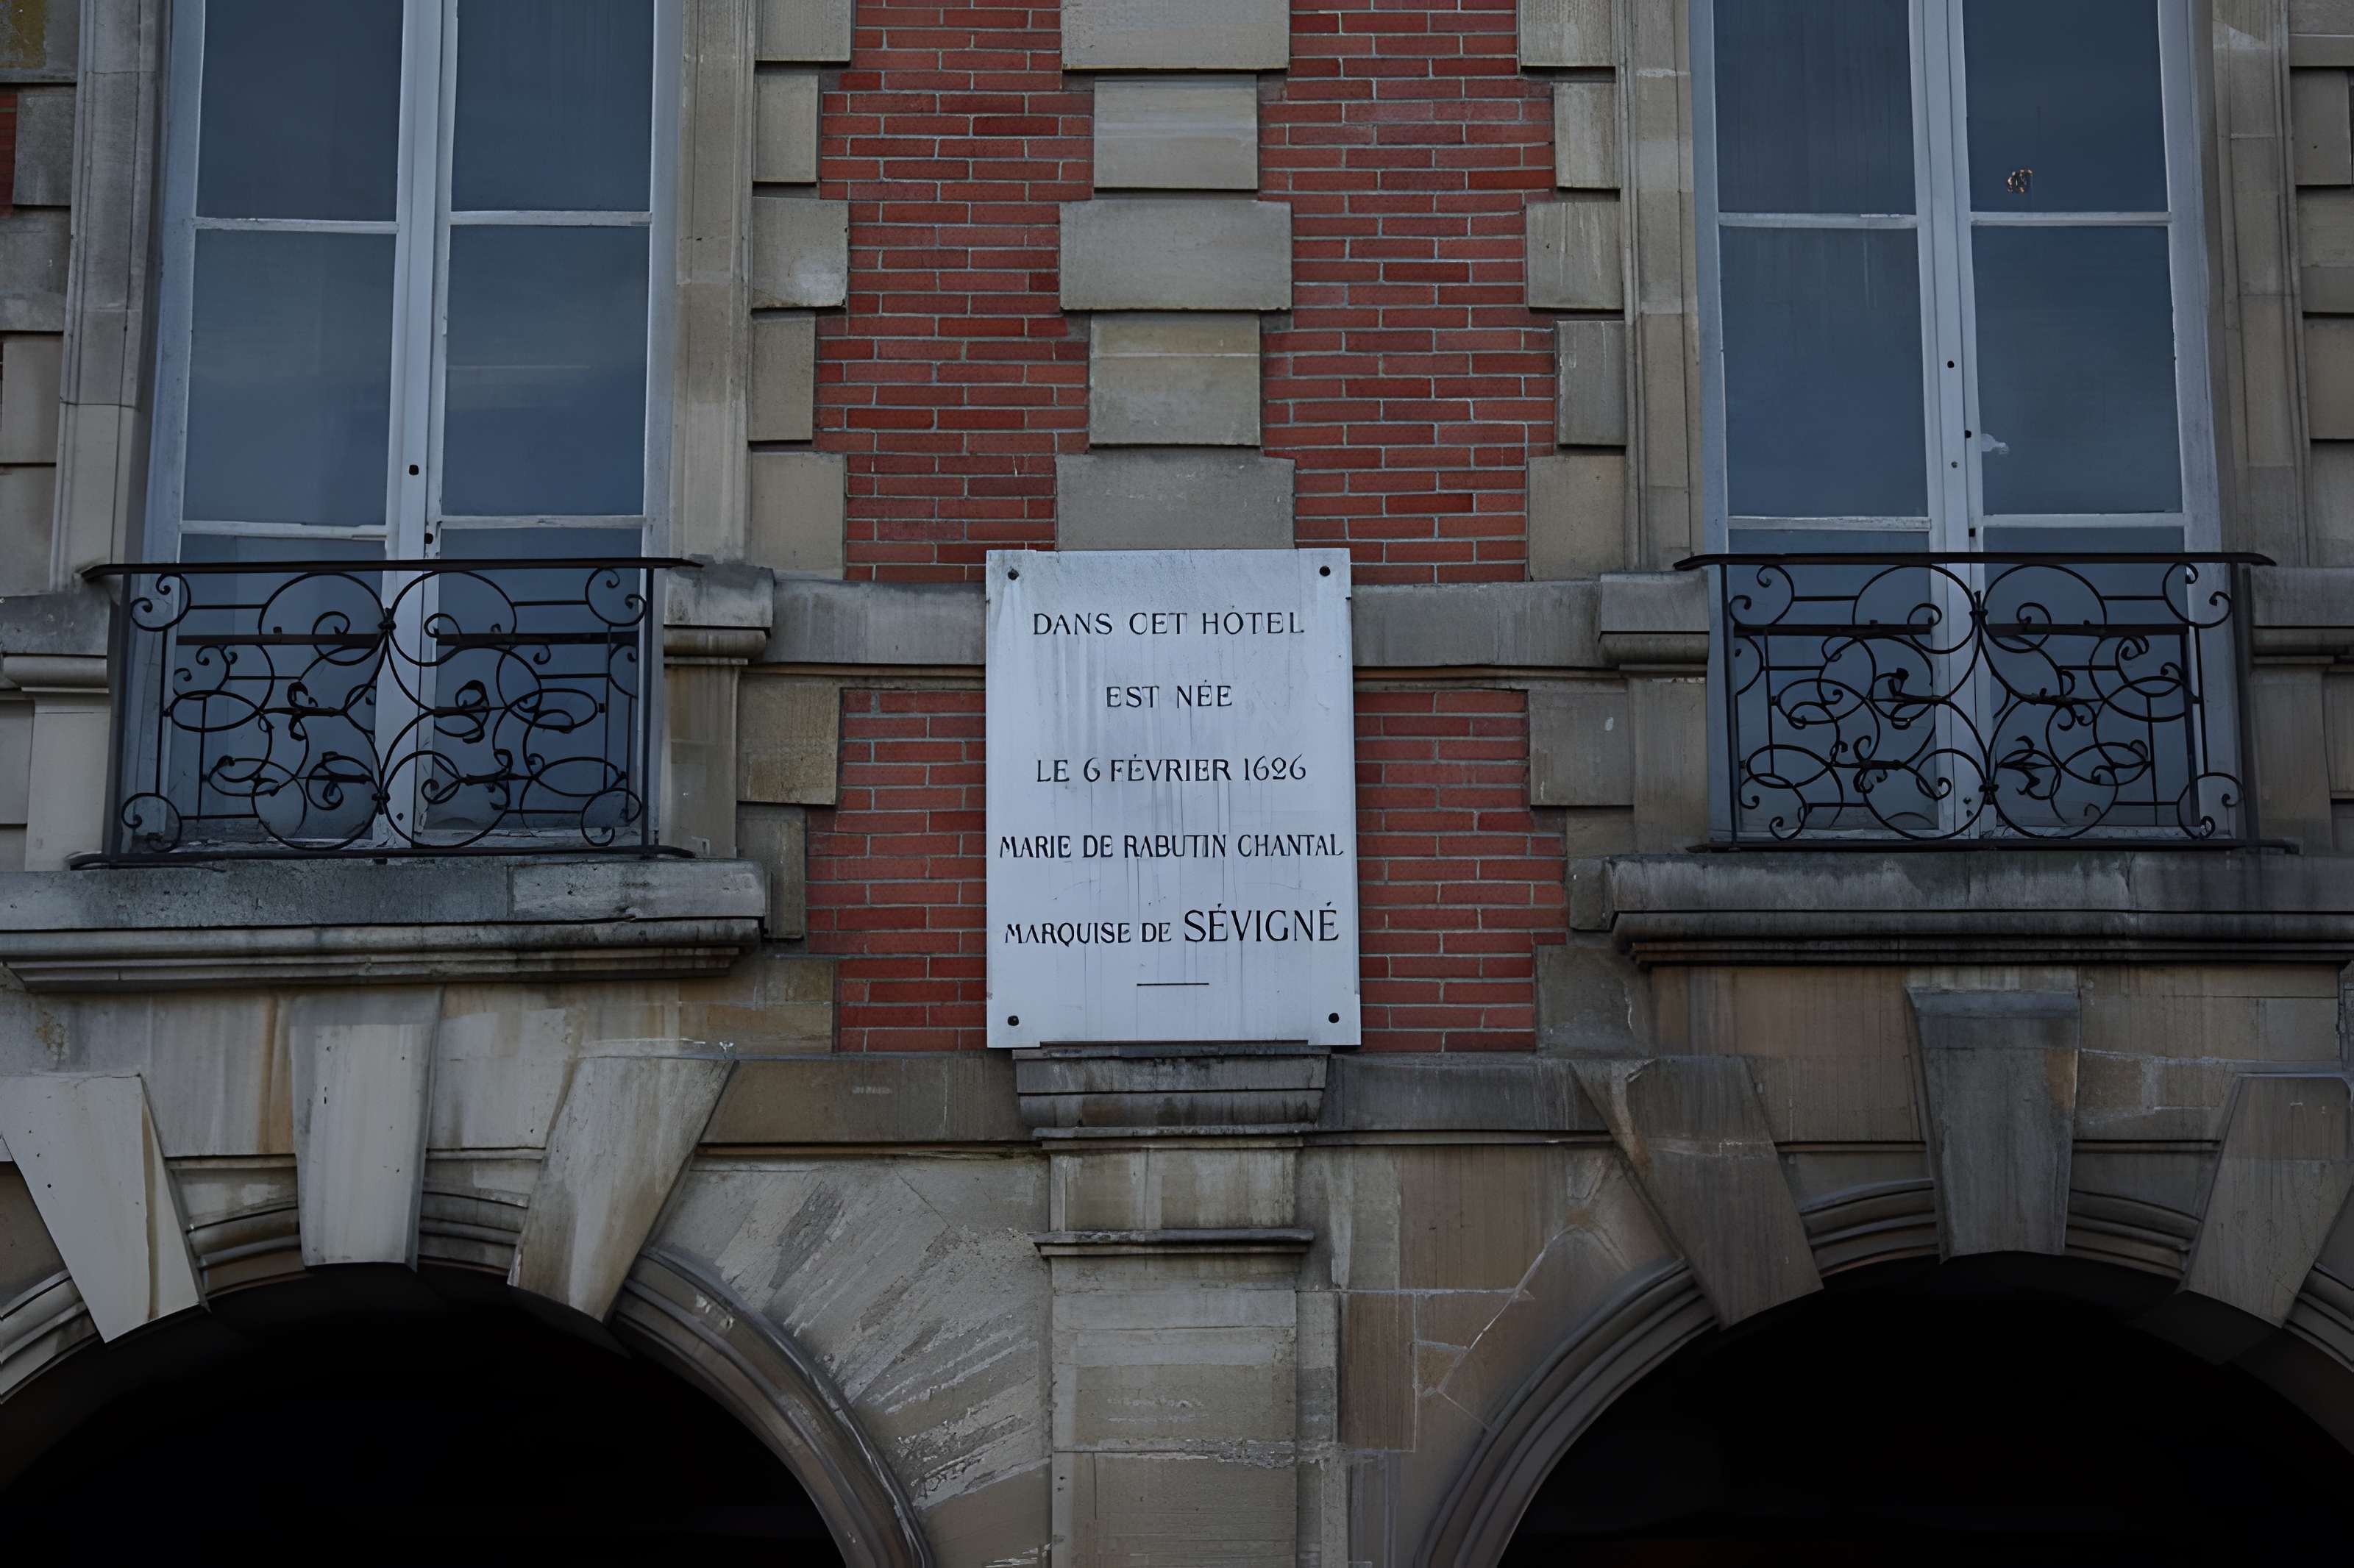 DANS CET HÔTEL
EST NÉE
LE 6 FÉVRIER 1626
MARIE DE RABUTIN CHANTAL
MARQUISE DE SÉVIGNÉ